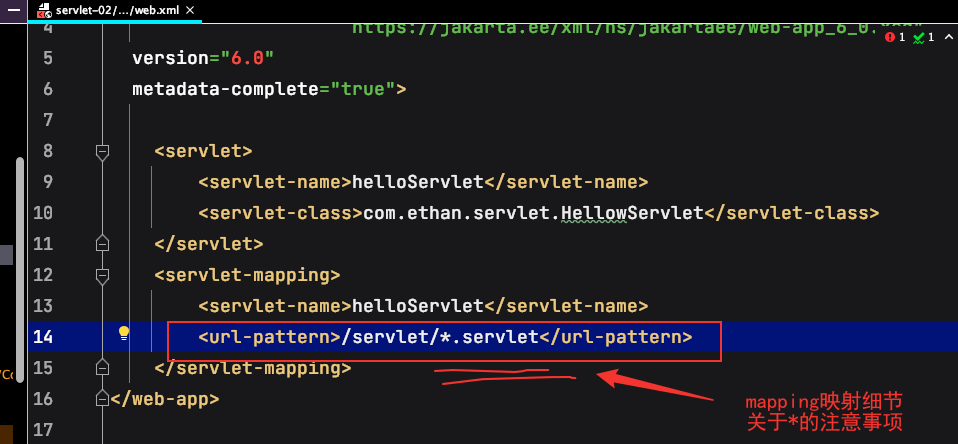 servlet-02/.../web.xml ×
4 https://jakarta.ee/xml/ns/jakartaee/web-app_6_0.xsd"
1 1
5 version="6.0"
6 metadata-complete="true">
7
8 <servlet>
9 <servlet-name>helloServlet</servlet-name>
10 <servlet-class>com.ethan.servlet.HellowServlet</servlet-class>
11 </servlet>
12 <servlet-mapping>
13 <servlet-name>helloServlet</servlet-name>
14 <url-pattern>/servlet/*.servlet</url-pattern>
15 </servlet-mapping>
16 </web-app>
17
mapping映射细节
关于*的注意事项